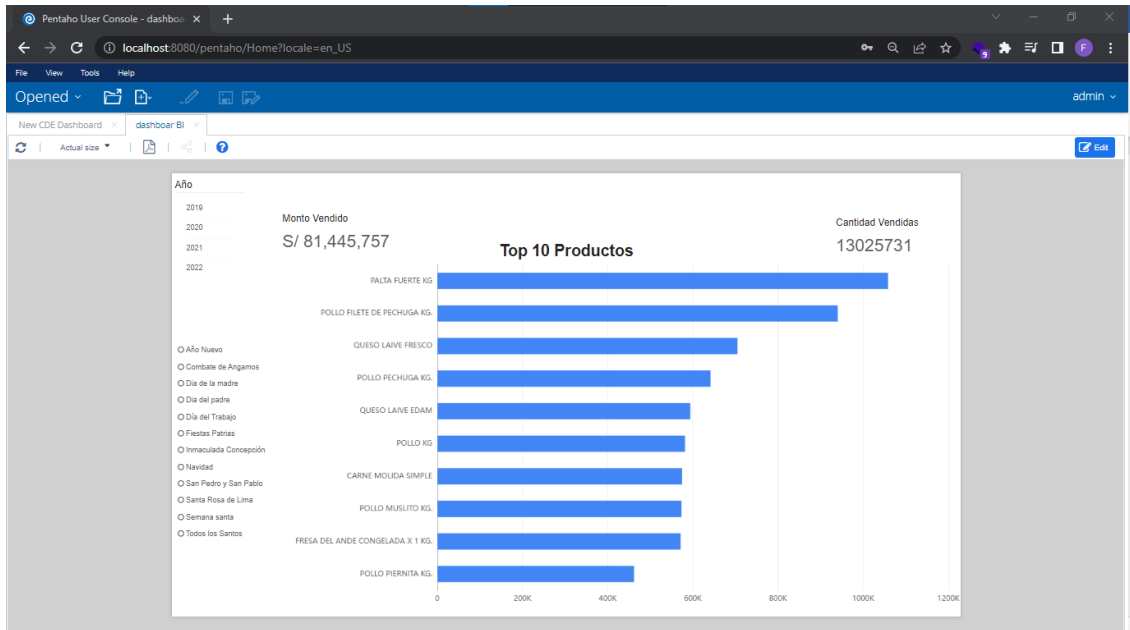 Pentaho User Console - dashboa
localhost:8080/pentaho/Home?locale=en_US
9
F
File View Tools Help
Opened
admin
New CDE Dashboard
dashboar BI
Actual size
Edit
Año
2019
2020
2021
2022
Monto Vendido
S/ 81,445,757
Cantidad Vendidas
13025731
Top 10 Productos
PALTA FUERTE KG
POLLO FILETE DE PECHUGA KG.
QUESO LAIVE FRESCO
POLLO PECHUGA KG.
QUESO LAIVE EDAM
POLLO KG
CARNE MOLIDA SIMPLE
POLLO MUSLITO KG.
FRESA DEL ANDE CONGELADA X 1 KG.
POLLO PIERNITA KG.
0 200K 400K 600K 800K 1000K 1200K
Año Nuevo
Combate de Angamos
Dia de la madre
Dia del padre
Día del Trabajo
Fiestas Patrias
Inmaculada Concepción
Navidad
San Pedro y San Pablo
Santa Rosa de Lima
Semana santa
Todos los Santos